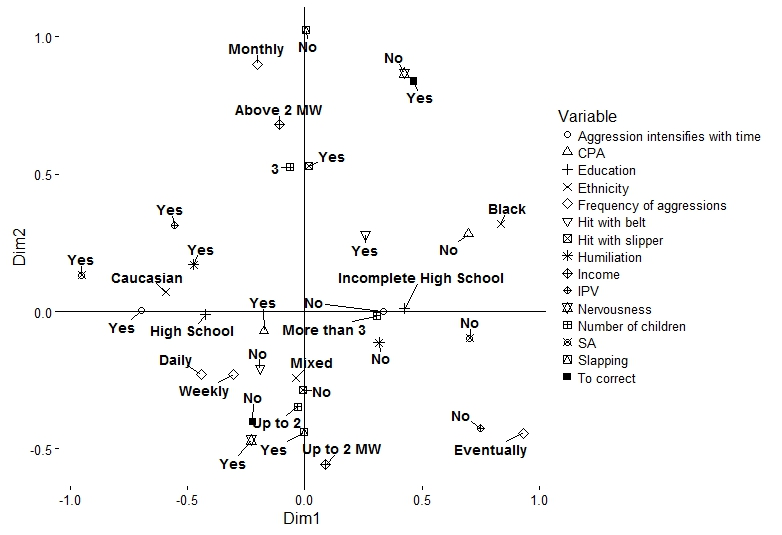 1.0
No
Monthly
No
Yes
Above 2 MW
Variable
Aggression intensifies with time
CPA
0.5
3
Yes
Education
Ethnicity
Yes
Black
Frequency of aggressions
Hit with belt
Dim2
Yes
Yes
No
Hit with slipper
Yes
Humiliation
Caucasian
Incomplete High School
Income
IPV
0.0
Yes
No
Nervousness
Yes
High School
More than 3
No
Number of children
SA
Daily
No
Mixed
No
Slapping
Weekly
No
No
To correct
Up to 2
No
-0.5
Yes
Yes
Up to 2 MW
Eventually
-1.0
-0.5
0.0
0.5
1.0
Dim1